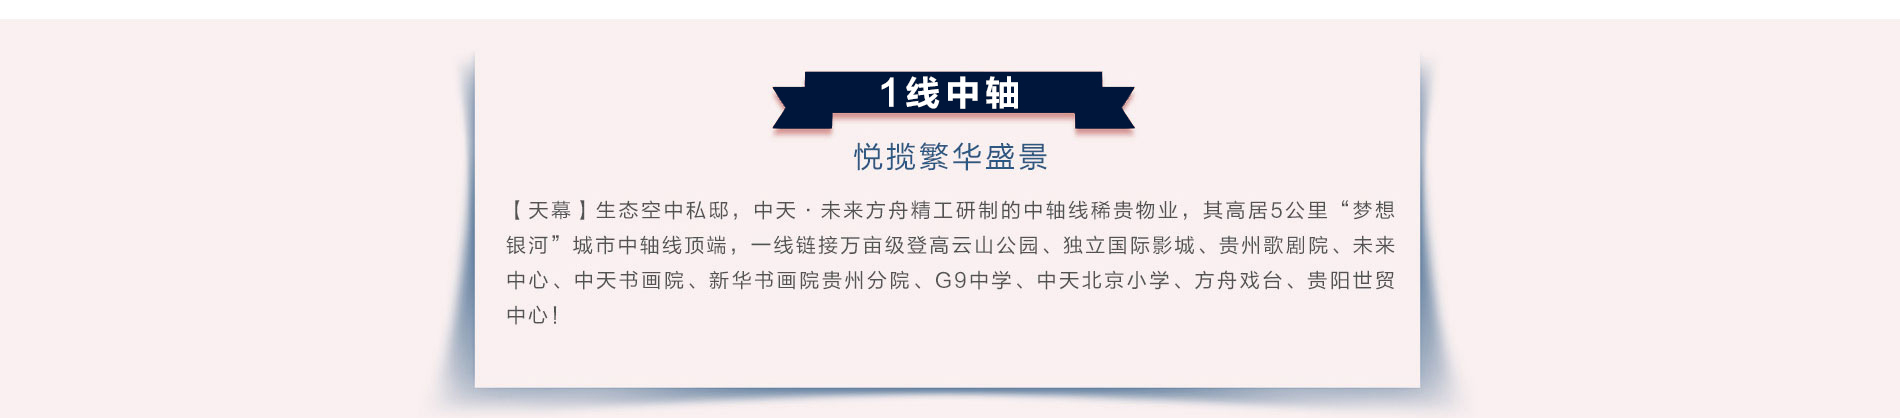 1线中轴
悦揽繁华盛景
【天幕】生态空中私邸，中天·未来方舟精工研制的中轴线稀贵物业，其高居5公里“梦想
银河”城市中轴线顶端，一线链接万亩级登高云山公园、独立国际影城、贵州歌剧院、未来
中心、中天书画院、新华书画院贵州分院、G9中学、中天北京小学、方舟戏台、贵阳世贸
中心！